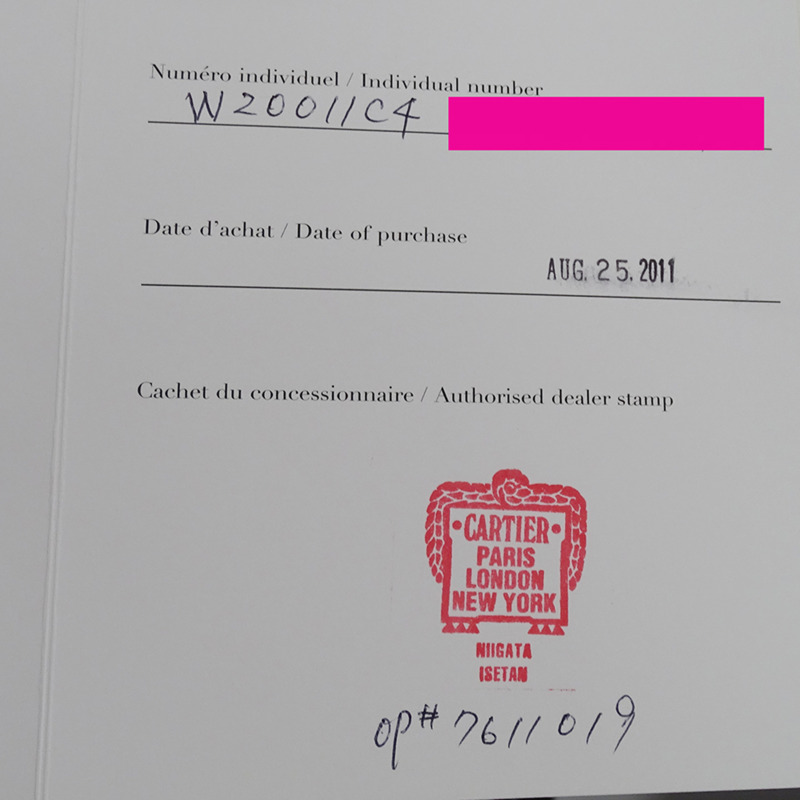 Numéro individuel / Individual number
W20011C4
Date d'achat / Date of purchase
AUG. 25. 2011
Cachet du concessionnaire / Authorised dealer stamp
•CARTIER•
PARIS
LONDON
NEW YORK
NIIGATA
ISETAN
OP# 7611019